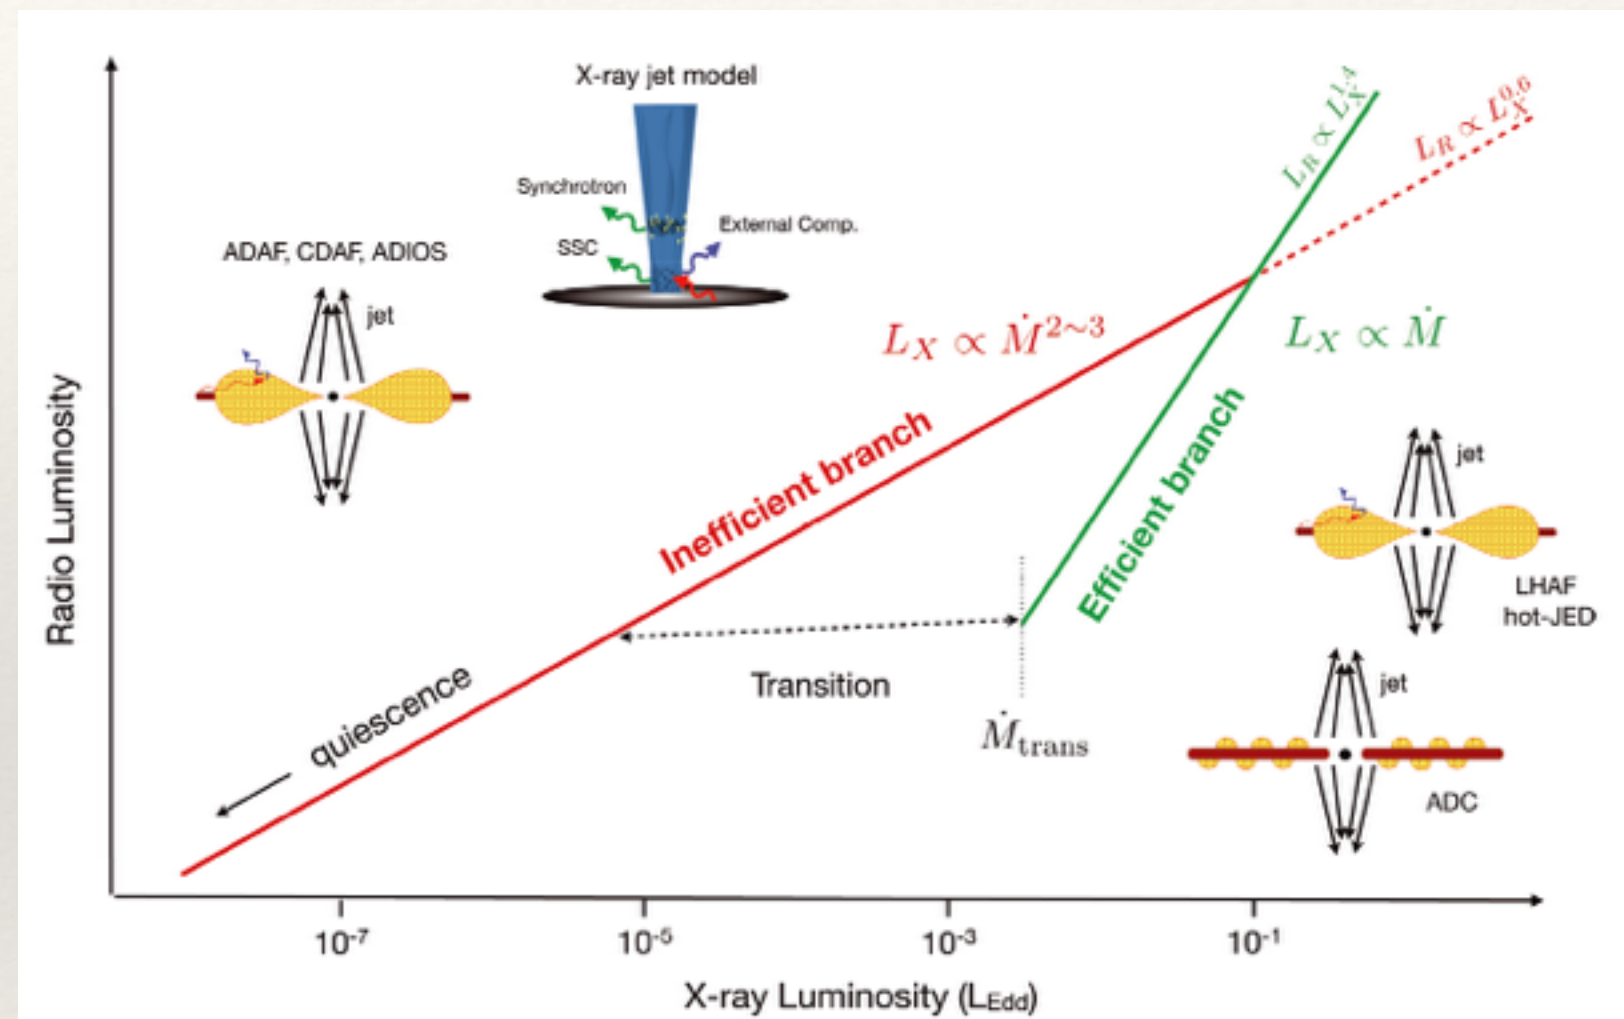 X-ray jet model
Synchrotron
External Comp.
SSC
ADAF, CDAF, ADIOS
jet
L_R ∝ L_X^{1.4}
L_R ∝ L_X^{0.6}
L_X ∝ Ṁ^{2~3}
L_X ∝ Ṁ
Inefficient branch
Efficient branch
jet
LHAF
hot-JED
quiescence
Transition
Ṁ_trans
jet
ADC
Radio Luminosity
10^-7
10^-5
10^-3
10^-1
X-ray Luminosity (L_Edd)